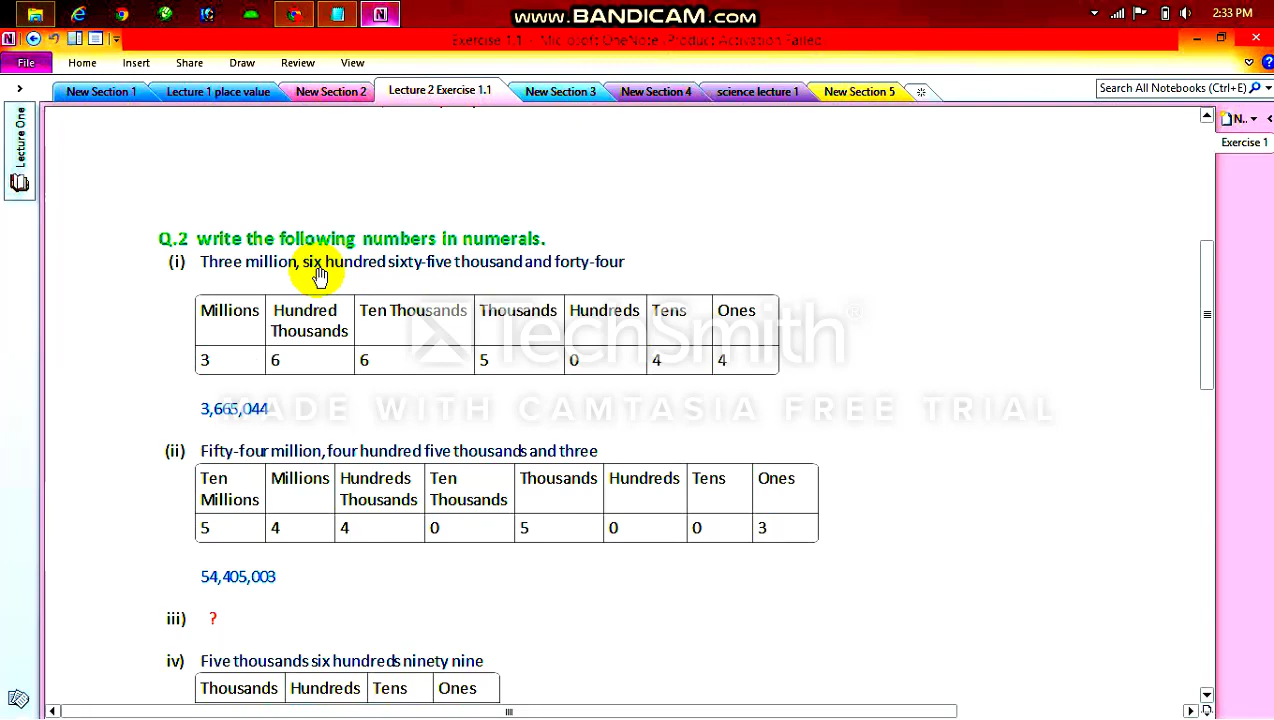 www.BANDICAM.com
2:33 PM
Exercise 1.1 - Microsoft OneNote (Product Activation Failed)
File Home Insert Share Draw Review View
New Section 1 Lecture 1 place value New Section 2 Lecture 2 Exercise 1.1 New Section 3 New Section 4 science lecture 1 New Section 5 Search All Notebooks (Ctrl+E)
Lecture One
N..
Exercise 1
Q.2 write the following numbers in numerals.
(i) Three million, six hundred sixty-five thousand and forty-four
Millions Hundred Thousands Ten Thousands Thousands Hundreds Tens Ones
3 6 6 5 0 4 4
TechSmith®
3,665,044
MADE WITH CAMTASIA FREE TRIAL
(ii) Fifty-four million, four hundred five thousands and three
Ten Millions Millions Hundreds Thousands Ten Thousands Thousands Hundreds Tens Ones
5 4 4 0 5 0 0 3
54,405,003
iii) ?
iv) Five thousands six hundreds ninety nine
Thousands Hundreds Tens Ones